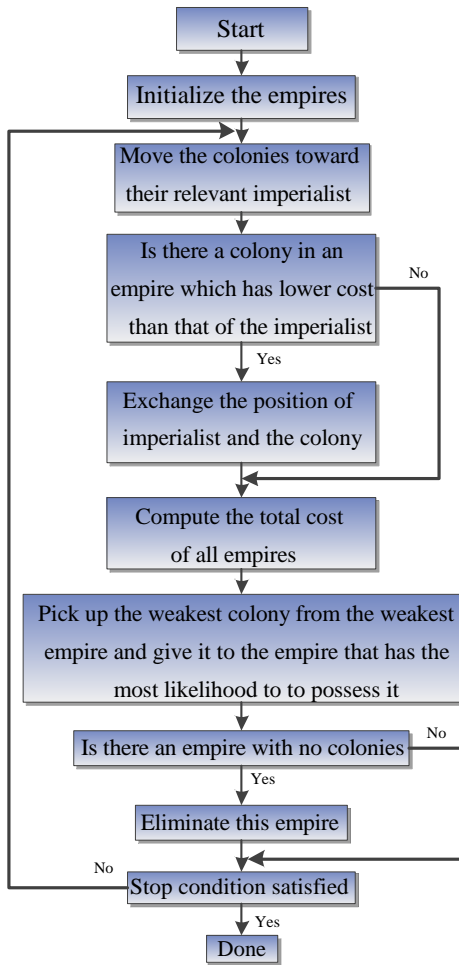 Start
Initialize the empires
Move the colonies toward
their relevant imperialist
Is there a colony in an
empire which has lower cost
than that of the imperialist
No
Yes
Exchange the position of
imperialist and the colony
Compute the total cost
of all empires
Pick up the weakest colony from the weakest
empire and give it to the empire that has the
most likelihood to to possess it
Is there an empire with no colonies
No
Yes
Eliminate this empire
No
Stop condition satisfied
Yes
Done